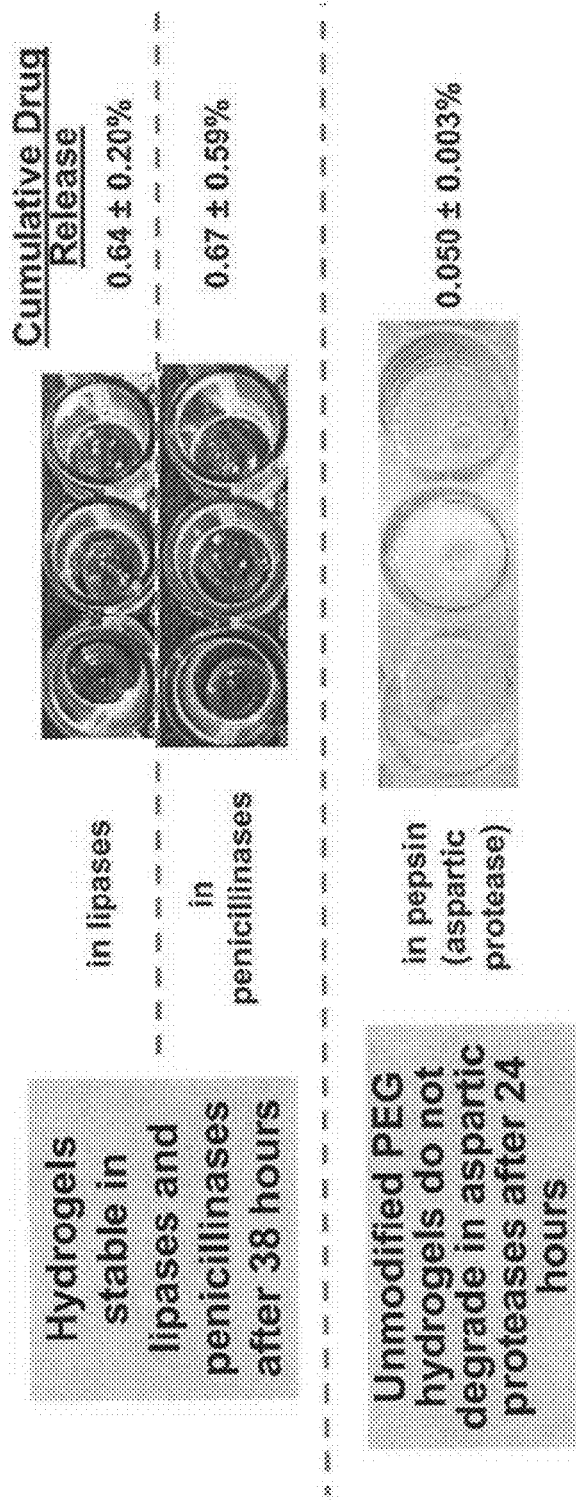 Cumulative Drug
Release
Hydrogels
stable in
lipases and
penicillinases
after 38 hours
in lipases
0.64 ± 0.20%
in
penicillinases
0.67 ± 0.59%
Unmodified PEG
hydrogels do not
degrade in aspartic
proteases after 24
hours
in pepsin
(aspartic
protease)
0.050 ± 0.003%